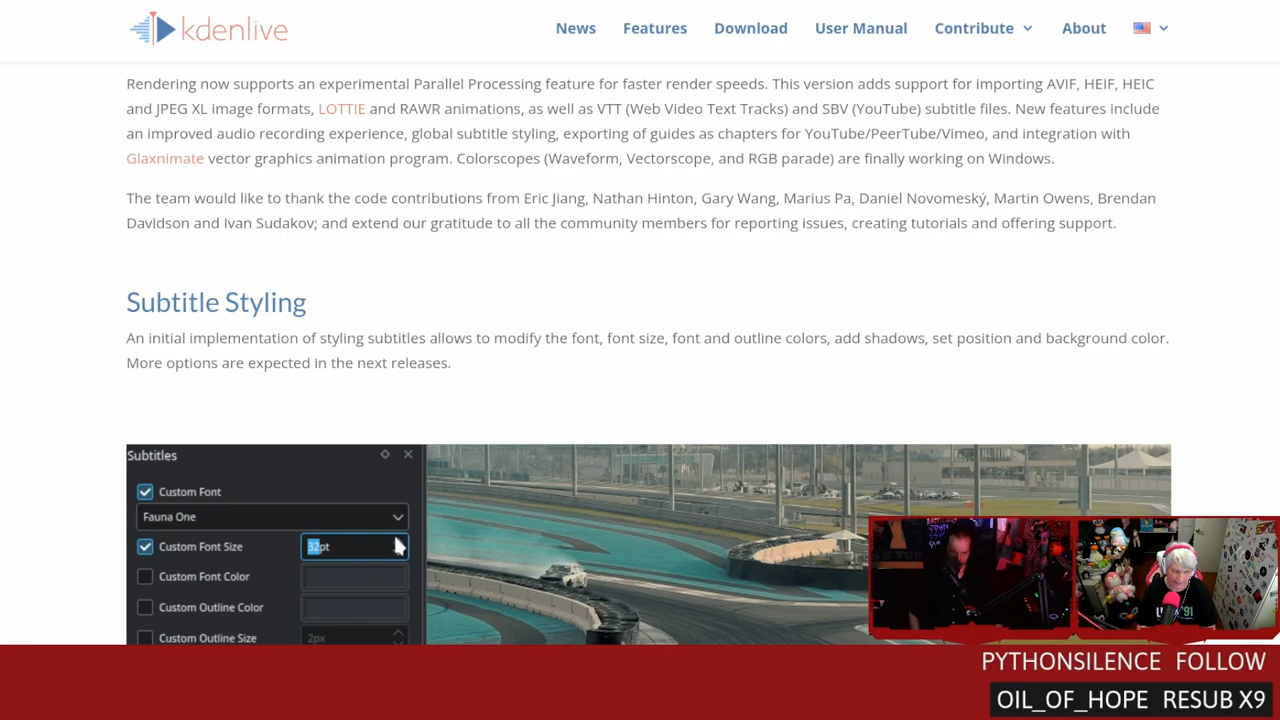 kdenlive
News Features Download User Manual Contribute About
Rendering now supports an experimental Parallel Processing feature for faster render speeds. This version adds support for importing AVIF, HEIF, HEIC
and JPEG XL image formats, LOTTIE and RAWR animations, as well as VTT (Web Video Text Tracks) and SBV (YouTube) subtitle files. New features include
an improved audio recording experience, global subtitle styling, exporting of guides as chapters for YouTube/PeerTube/Vimeo, and integration with
Glaxnimate vector graphics animation program. Colorscopes (Waveform, Vectorscope, and RGB parade) are finally working on Windows.
The team would like to thank the code contributions from Eric Jiang, Nathan Hinton, Gary Wang, Marius Pa, Daniel Novomeský, Martin Owens, Brendan
Davidson and Ivan Sudakov; and extend our gratitude to all the community members for reporting issues, creating tutorials and offering support.
Subtitle Styling
An initial implementation of styling subtitles allows to modify the font, font size, font and outline colors, add shadows, set position and background color.
More options are expected in the next releases.
Subtitles
Custom Font
Fauna One
Custom Font Size 32pt
Custom Font Color
Custom Outline Color
Custom Outline Size 2px
PYTHONSILENCE FOLLOW
OIL_OF_HOPE RESUB X9